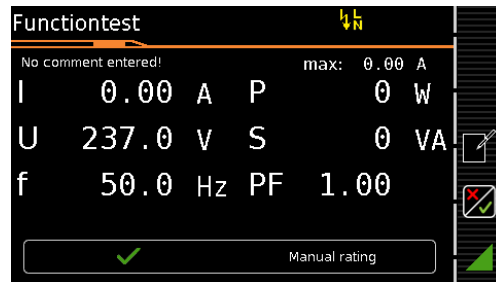 Functiontest L N
No comment entered! max: 0.00 A
I 0.00 A P 0 W
U 237.0 V S 0 VA
f 50.0 Hz PF 1.00
Manual rating